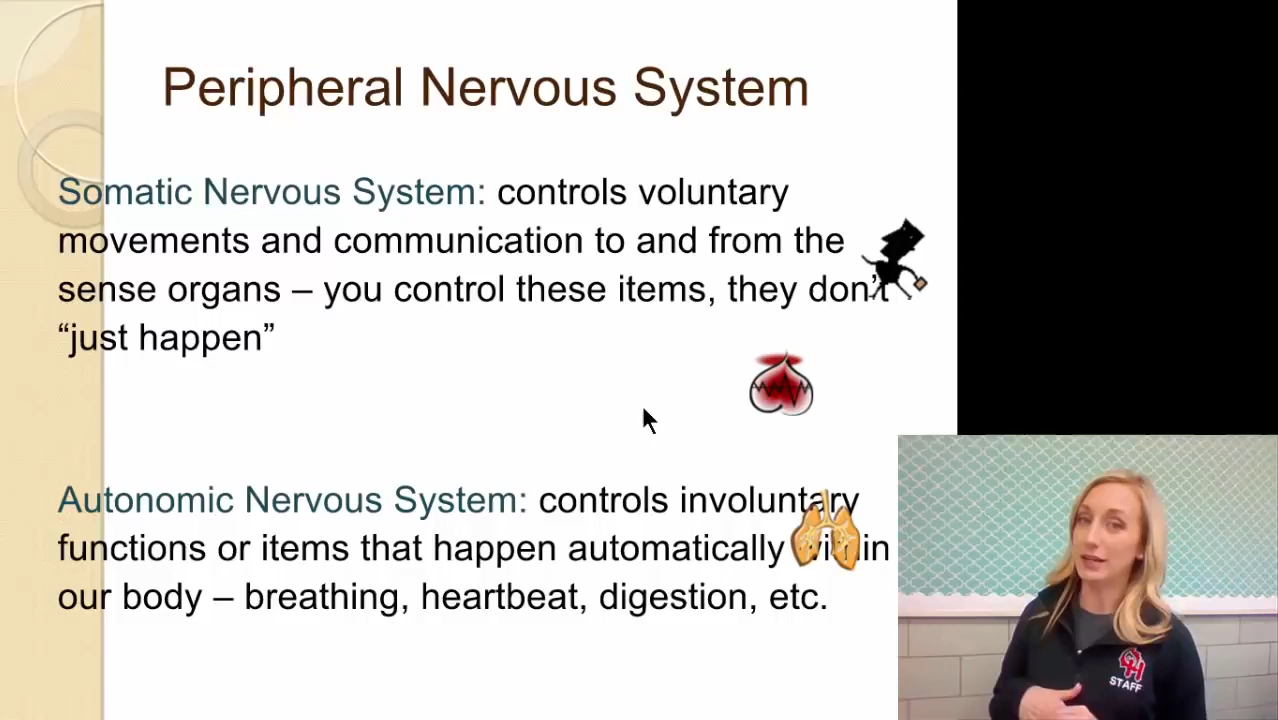 Peripheral Nervous System
Somatic Nervous System: controls voluntary
movements and communication to and from the
sense organs – you control these items, they don’t
“just happen”
Autonomic Nervous System: controls involuntary
functions or items that happen automatically within
our body – breathing, heartbeat, digestion, etc.
STAFF